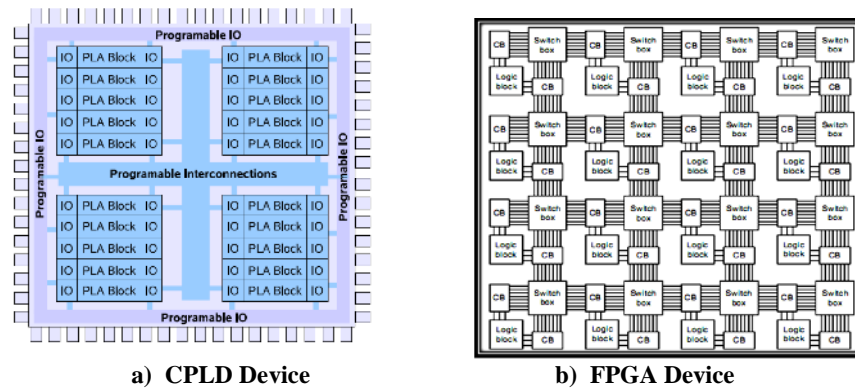 Programable IO
IO PLA Block IO IO PLA Block IO
IO PLA Block IO IO PLA Block IO
IO PLA Block IO IO PLA Block IO
IO PLA Block IO IO PLA Block IO
IO PLA Block IO IO PLA Block IO
Programable IO
Programable Interconnections
Programable IO
IO PLA Block IO IO PLA Block IO
IO PLA Block IO IO PLA Block IO
IO PLA Block IO IO PLA Block IO
IO PLA Block IO IO PLA Block IO
IO PLA Block IO IO PLA Block IO
Programable IO
a) CPLD Device
CB Switch CB Switch CB Switch CB Switch
box box box box
Logic Logic Logic Logic
block CB block CB block CB block CB
CB Switch CB Switch CB Switch CB Switch
box box box box
Logic Logic Logic Logic
block CB block CB block CB block CB
CB Switch CB Switch CB Switch CB Switch
box box box box
Logic Logic Logic Logic
block CB block CB block CB block CB
CB Switch CB Switch CB Switch CB Switch
box box box box
Logic Logic Logic Logic
block CB block CB block CB block CB
b) FPGA Device